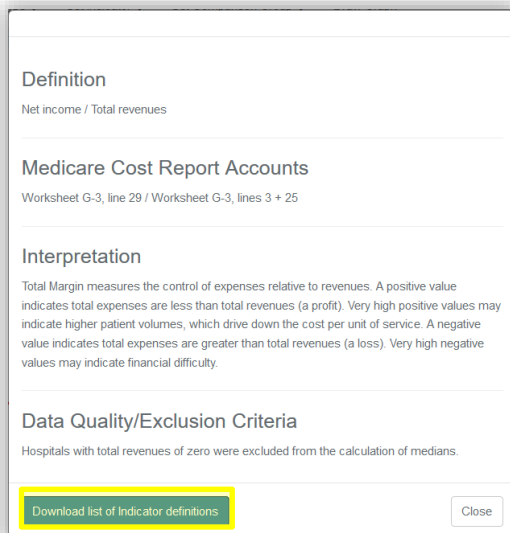 Definition
Net income / Total revenues
Medicare Cost Report Accounts
Worksheet G-3, line 29 / Worksheet G-3, lines 3 + 25
Interpretation
Total Margin measures the control of expenses relative to revenues. A positive value
indicates total expenses are less than total revenues (a profit). Very high positive values may
indicate higher patient volumes, which drive down the cost per unit of service. A negative
value indicates total expenses are greater than total revenues (a loss). Very high negative
values may indicate financial difficulty.
Data Quality/Exclusion Criteria
Hospitals with total revenues of zero were excluded from the calculation of medians.
Download list of Indicator definitions
Close